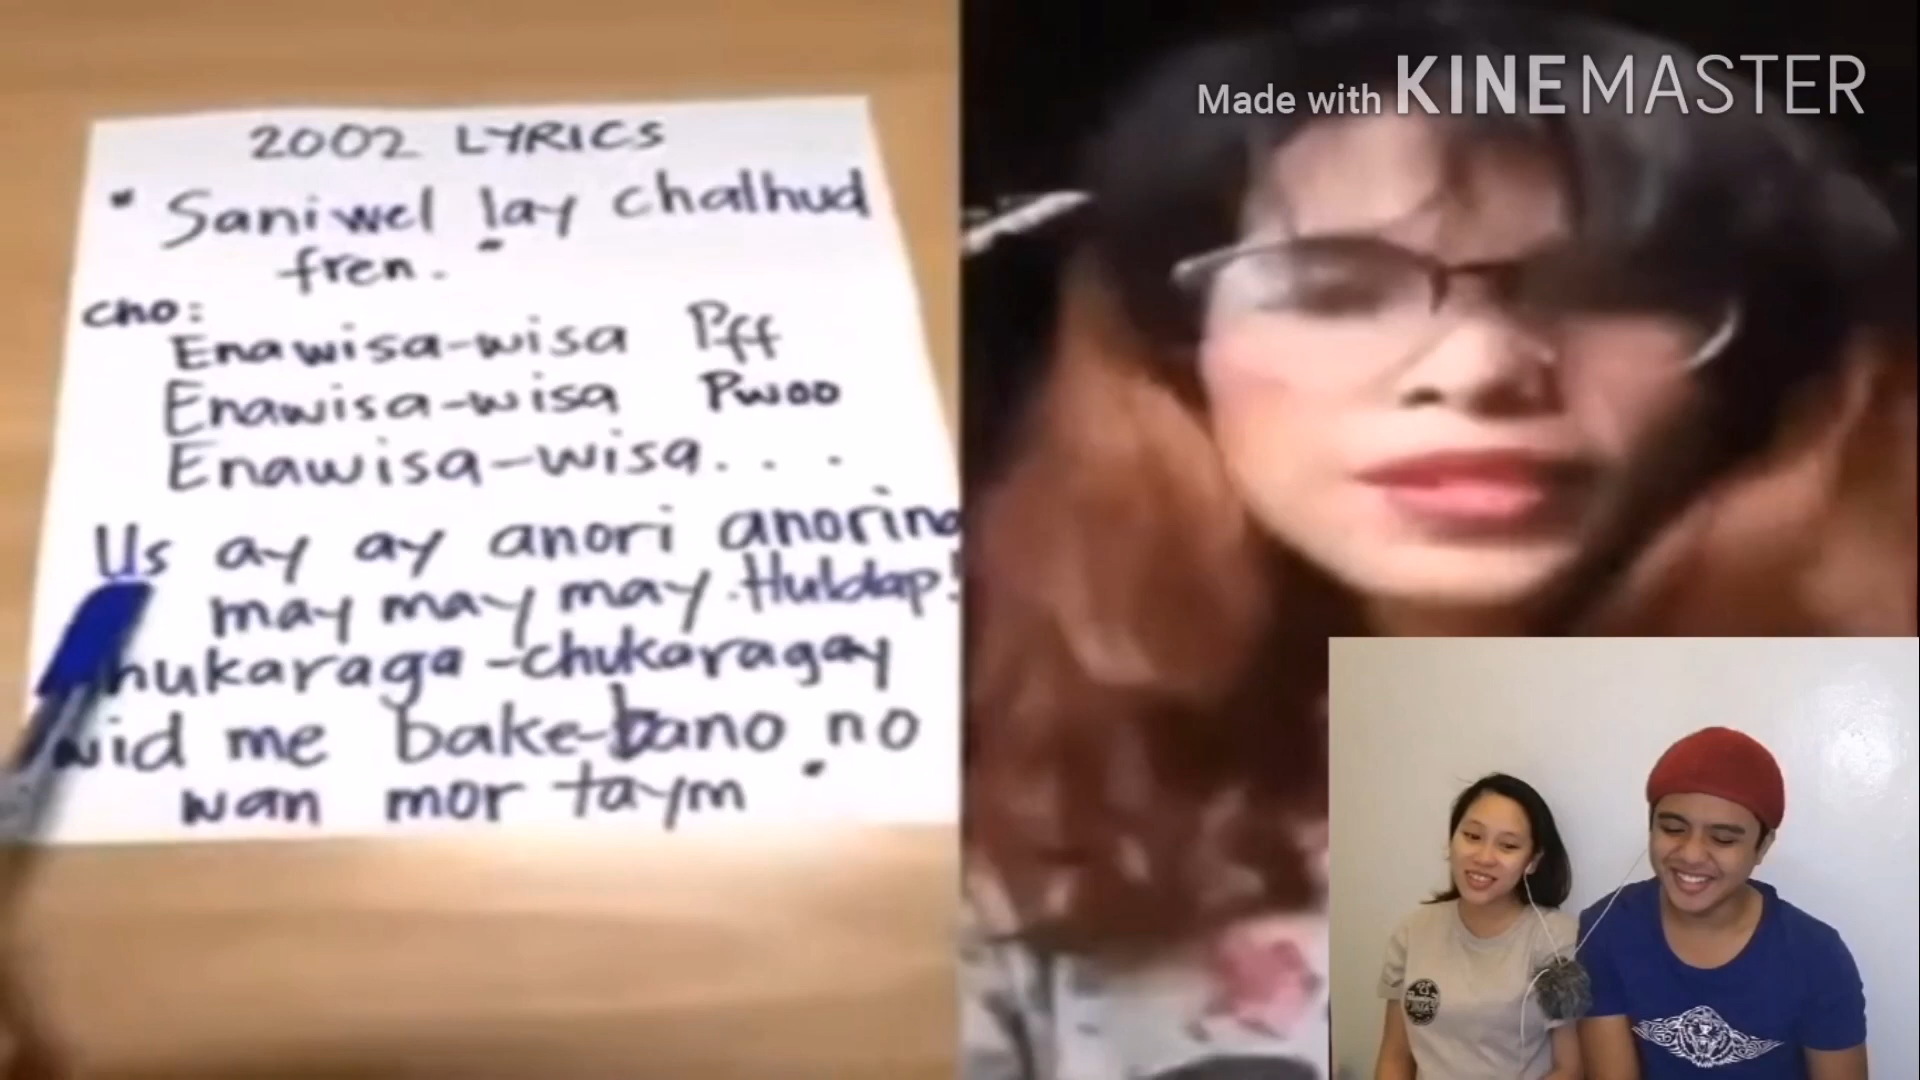 2002 LYRICS
" Saniwel lay chalhud
fren. "
cho:
Enawisa-wisa Pff
Enawisa-wisa Pwoo
Enawisa-wisa . . .
Us ay ay anori anorina
may may may. Huldap!
hukaraga-chukaragay
wid me bake-bano no
wan mor taym "
Made with KINEMASTER